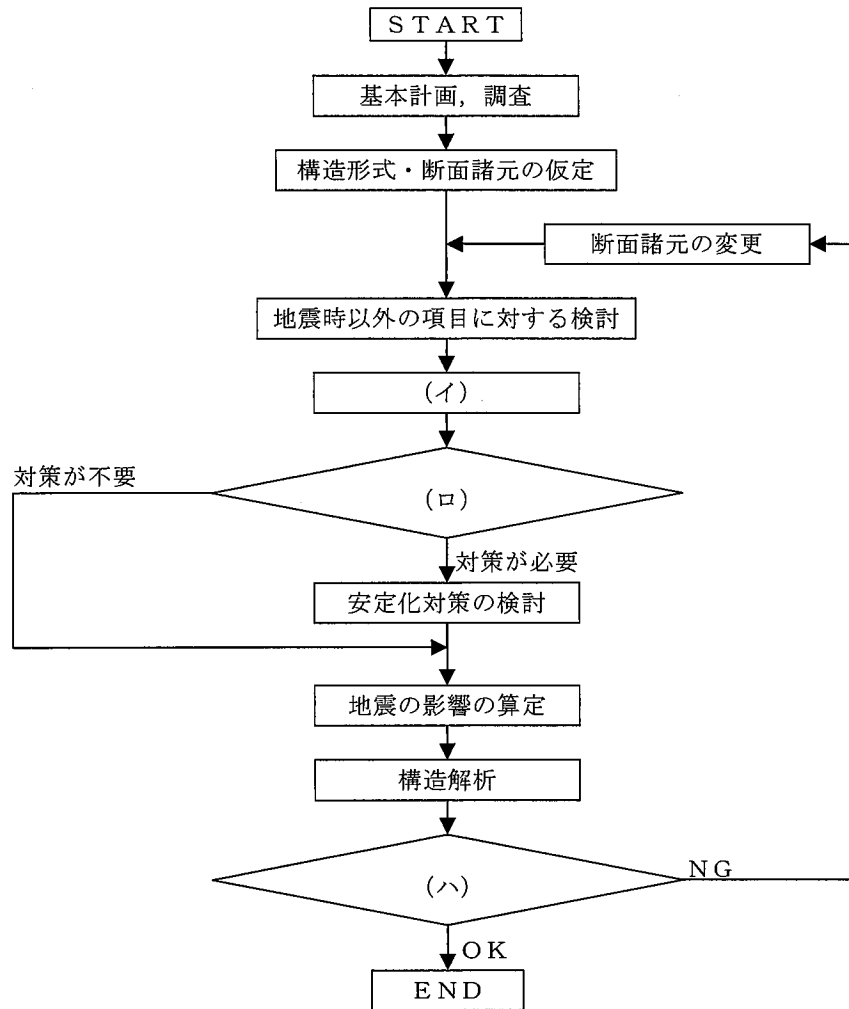 START
基本計画，調査
構造形式・断面諸元の仮定
断面諸元の変更
地震時以外の項目に対する検討
(イ)
対策が不要
(ロ)
対策が必要
安定化対策の検討
地震の影響の算定
構造解析
(ハ)
NG
OK
END